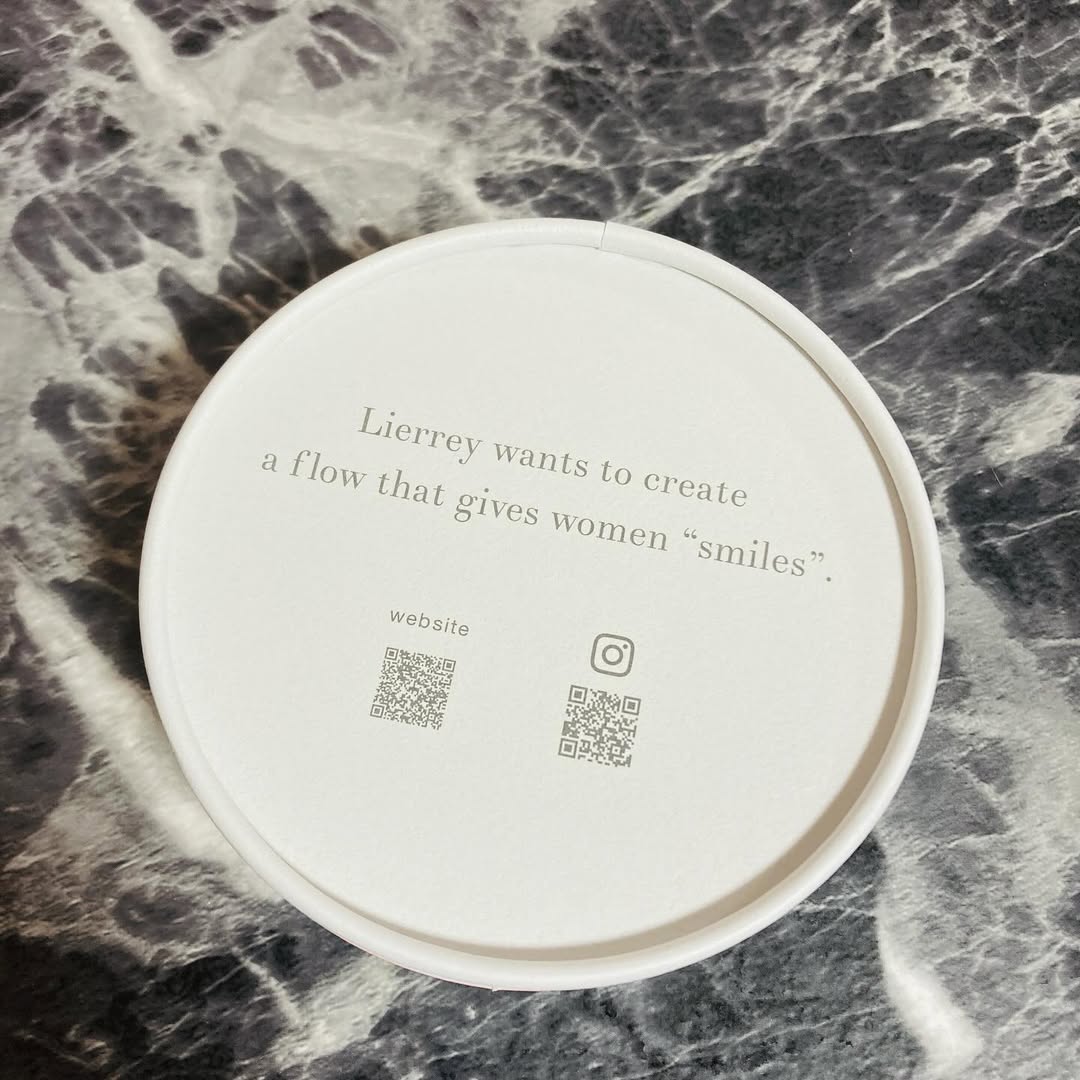 Lierrey wants to create
a flow that gives women “smiles”.
website